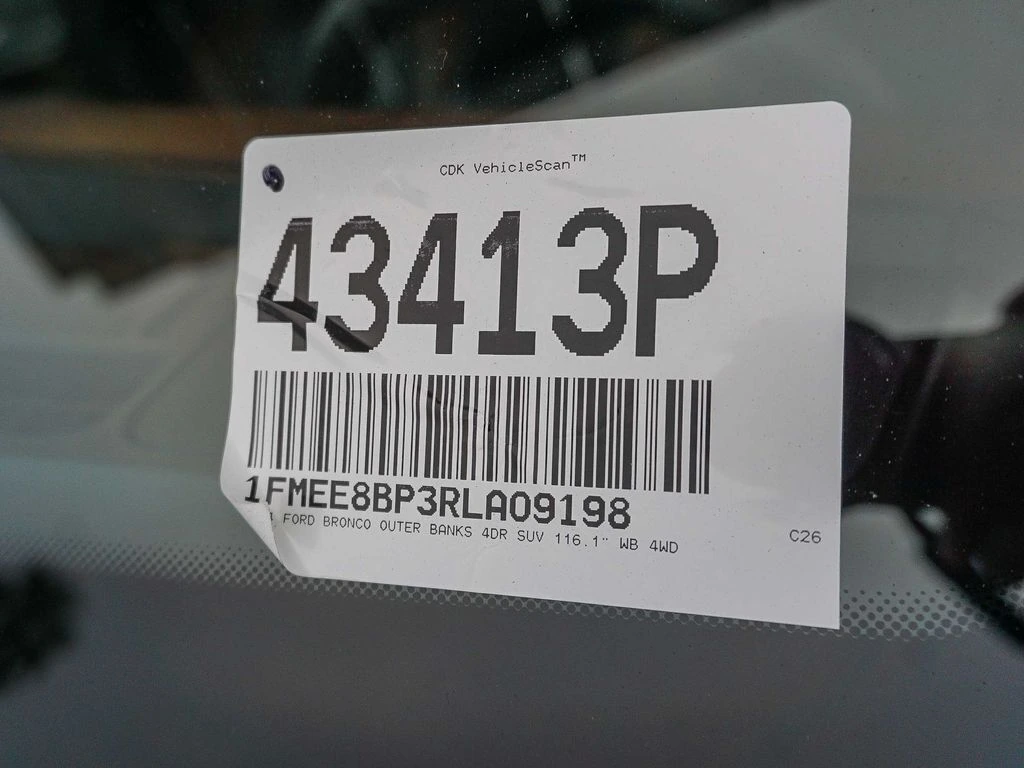 CDK VehicleScan™
43413P
1FMEE8BP3RLA09198
FORD BRONCO OUTER BANKS 4DR SUV 116.1" WB 4WD
C26